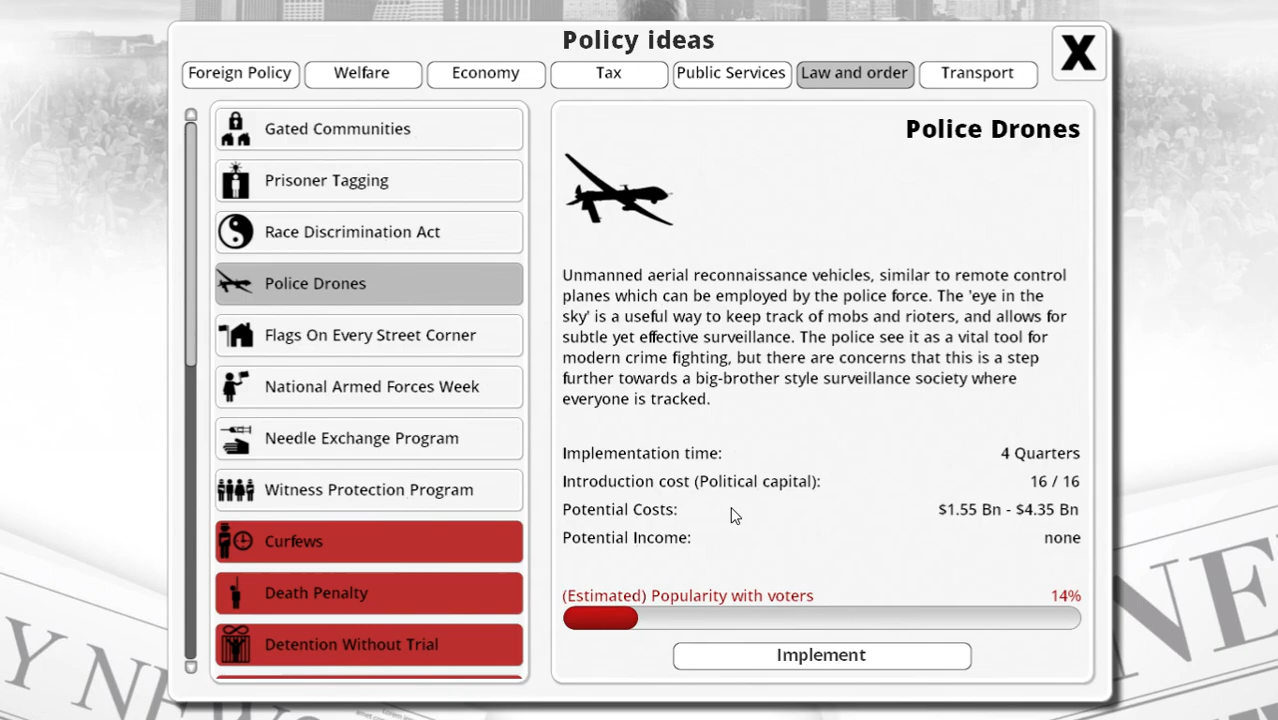 Policy ideas
X
Foreign Policy
Welfare
Economy
Tax
Public Services
Law and order
Transport
Gated Communities
Prisoner Tagging
Race Discrimination Act
Police Drones
Flags On Every Street Corner
National Armed Forces Week
Needle Exchange Program
Witness Protection Program
Curfews
Death Penalty
Detention Without Trial
Police Drones
Unmanned aerial reconnaissance vehicles, similar to remote control
planes which can be employed by the police force. The 'eye in the
sky' is a useful way to keep track of mobs and rioters, and allows for
subtle yet effective surveillance. The police see it as a vital tool for
modern crime fighting, but there are concerns that this is a step
further towards a big-brother style surveillance society where
everyone is tracked.
Implementation time: 4 Quarters
Introduction cost (Political capital): 16 / 16
Potential Costs: $1.55 Bn - $4.35 Bn
Potential Income: none
(Estimated) Popularity with voters 14%
Implement